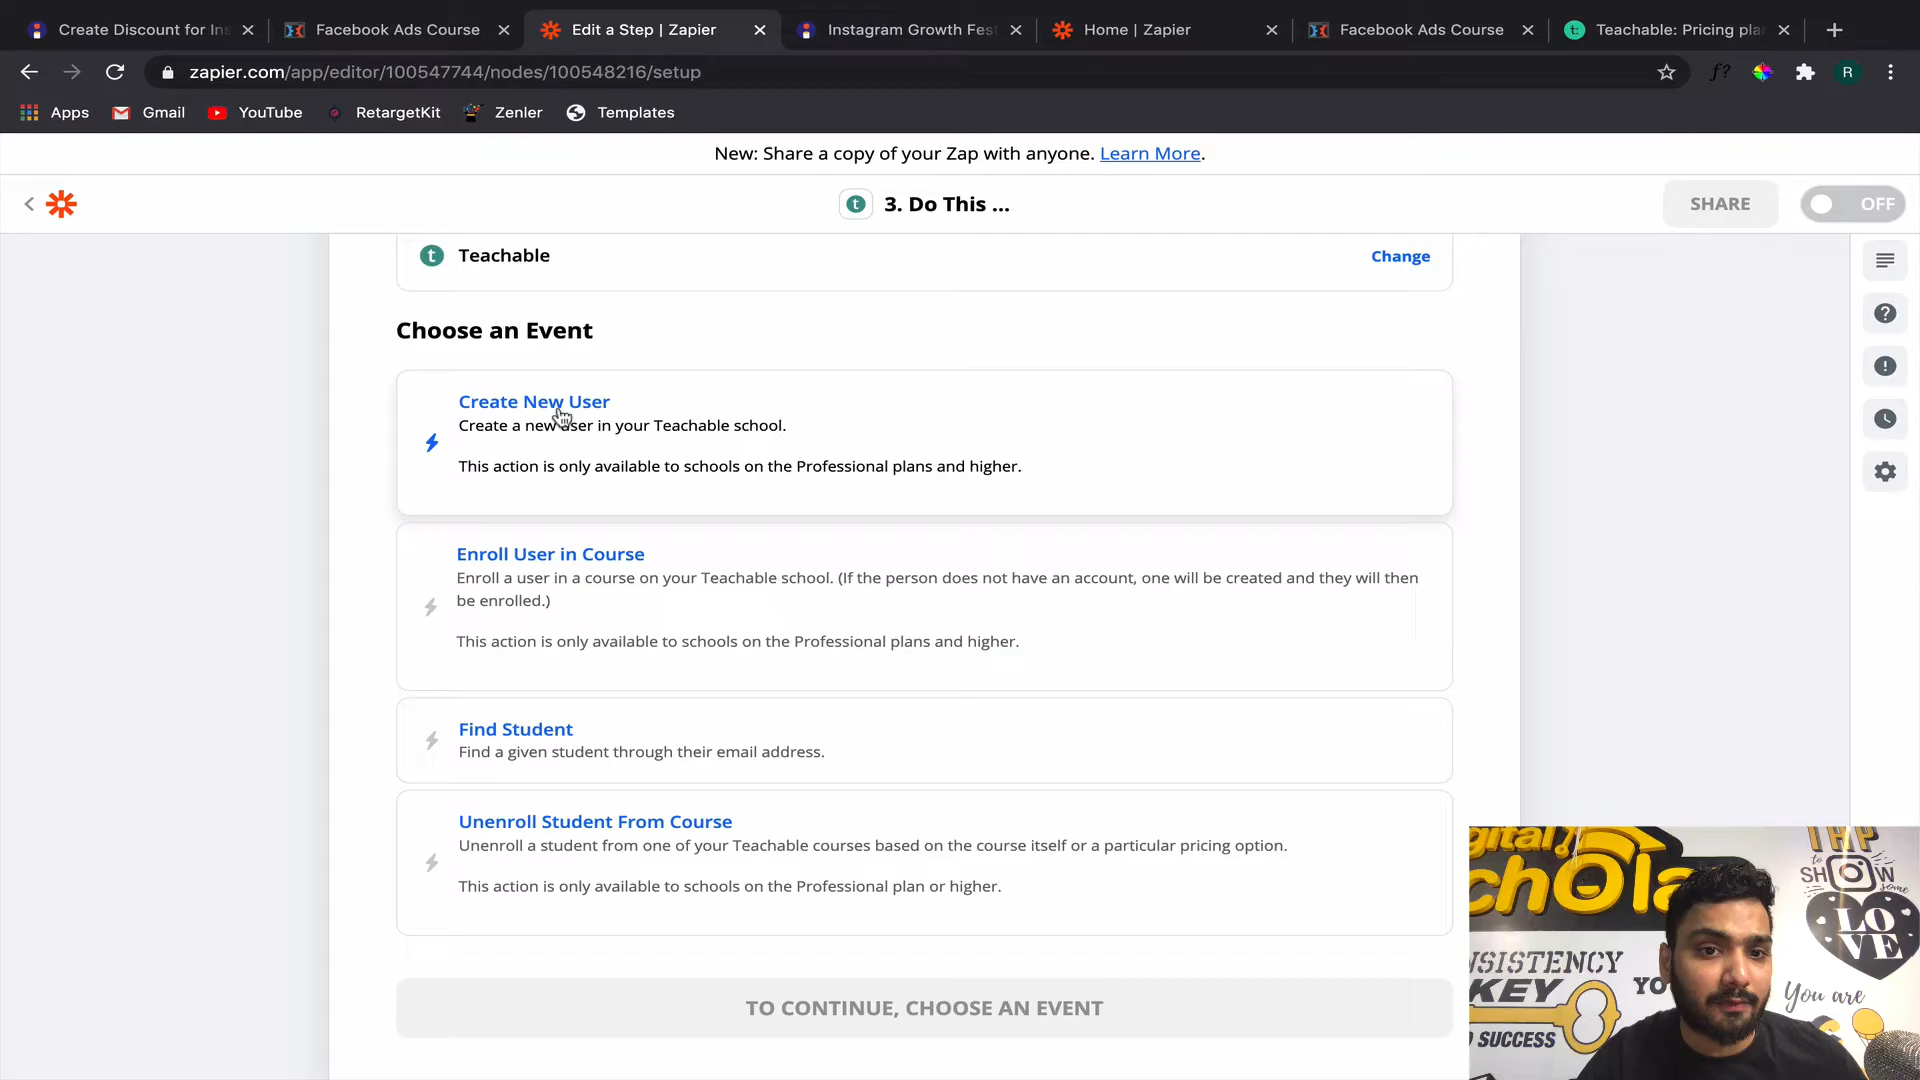 Create Discount for Ins
Facebook Ads Course
Edit a Step | Zapier
Instagram Growth Fest
Home | Zapier
Facebook Ads Course
Teachable: Pricing plan
zapier.com/app/editor/100547744/nodes/100548216/setup
f?
R
Apps
Gmail
YouTube
RetargetKit
Zenler
Templates
New: Share a copy of your Zap with anyone. Learn More.
t
3. Do This ...
SHARE
OFF
t
Teachable
Change
Choose an Event
Create New User
Create a new user in your Teachable school.
This action is only available to schools on the Professional plans and higher.
Enroll User in Course
Enroll a user in a course on your Teachable school. (If the person does not have an account, one will be created and they will then
be enrolled.)
This action is only available to schools on the Professional plans and higher.
Find Student
Find a given student through their email address.
Unenroll Student From Course
Unenroll a student from one of your Teachable courses based on the course itself or a particular pricing option.
This action is only available to schools on the Professional plan or higher.
TO CONTINUE, CHOOSE AN EVENT
to
SHOW
some
LOVE
KEY
SUCCESS
You are